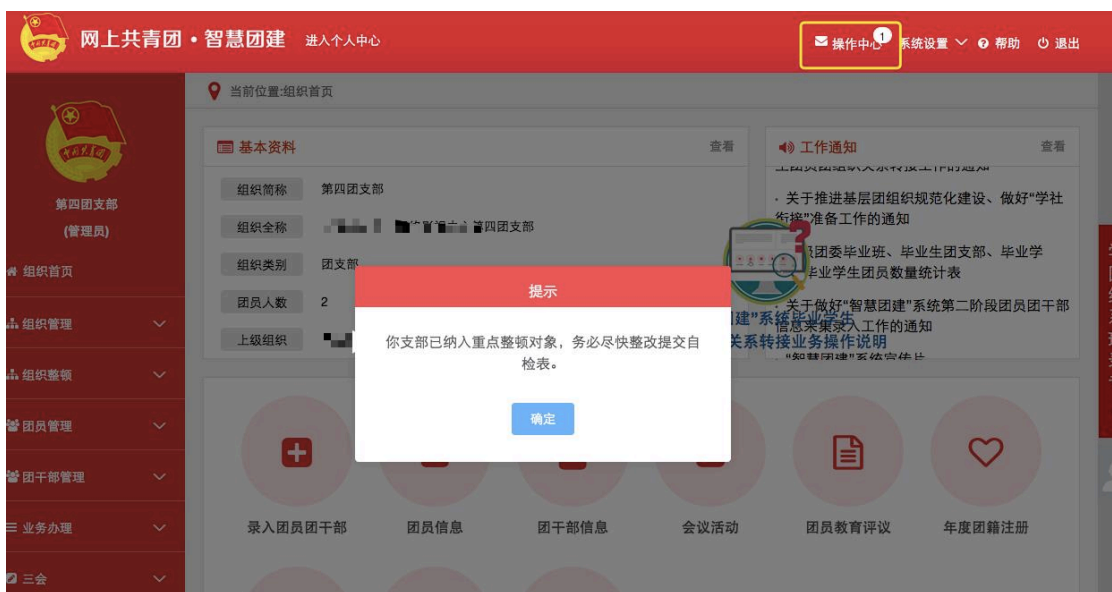 网上共青团·智慧团建 进入个人中心
操作中心 1 系统设置 帮助 退出
当前位置:组织首页
第四团支部
(管理员)
组织首页
组织管理
组织整顿
团员管理
团干部管理
业务办理
三会
基本资料 查看
组织简称 第四团支部
组织全称 第四团支部
组织类别 团支部
团员人数 2
上级组织
工作通知 查看
· 关于推进基层团组织规范化建设、做好“学社
衔接”准备工作的通知
团委毕业班、毕业生团支部、毕业学
毕业学生团员数量
统计表
· 关于做好“智慧团建”系统第二阶段团员团干部
信息采集录入工作的通知
· “智慧团建”系统宣传片
建”系统毕业学生
关系转接业务操作说明
提示
你支部已纳入重点整顿对象，务必尽快整改提交自
检表。
确定
录入团员团干部 团员信息 团干部信息 会议活动 团员教育评议 年度团籍注册